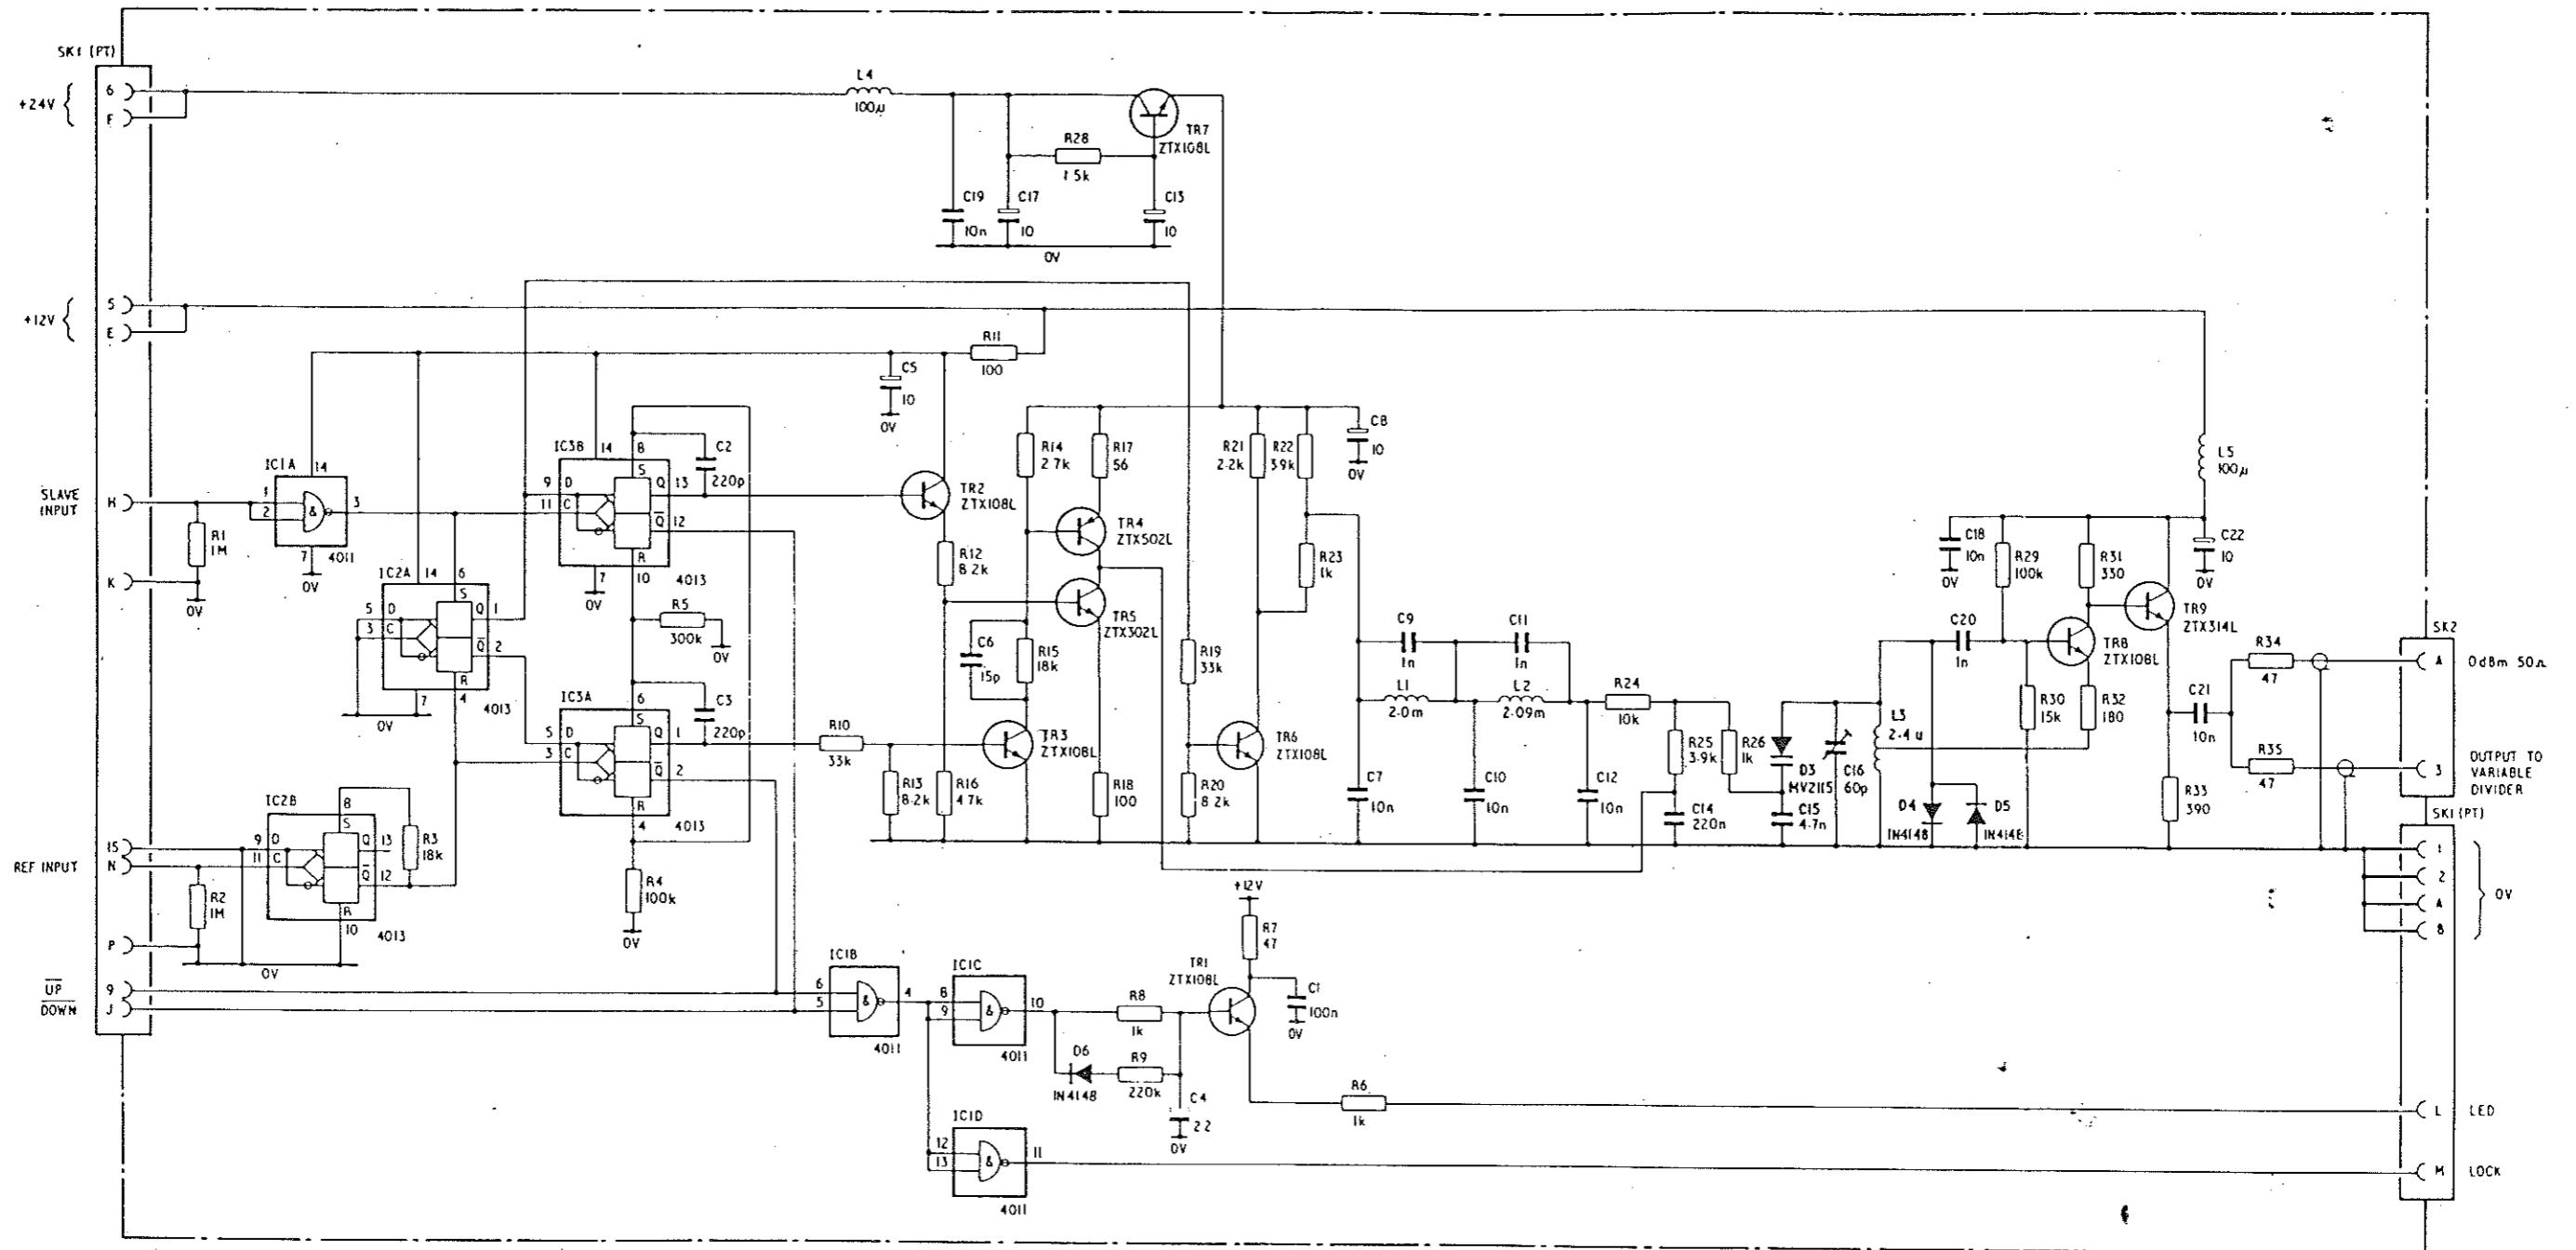 SK1 (PT)
+24V
6
F
L4
100µ
TR7
ZTX108L
R28
1.5k
C19
10n
C17
10
C13
10
0V
+12V
5
E
R11
100
C5
10
0V
SLAVE
INPUT
H
K
R1
1M
0V
IC1A
14
1
2
&
3
7
4011
0V
IC2A
14
6
5
D
3
C
S
Q
1
Q
2
R
4
7
4013
0V
IC3B
14
8
9
D
11
C
S
Q
13
Q
12
R
7
10
4013
0V
C2
220p
R5
300k
0V
IC3A
6
5
D
3
C
S
Q
1
Q
2
R
4
4013
C3
220p
R4
100k
0V
REF INPUT
15
N
P
R2
1M
IC2B
8
9
D
11
C
S
Q
13
Q
12
R
10
4013
R3
18k
0V
UP
9
DOWN
J
TR2
ZTX108L
R12
8.2k
R10
33k
R13
8.2k
R16
4.7k
R14
2.7k
R17
56
TR4
ZTX502L
TR5
ZTX302L
C6
15p
R15
18k
TR3
ZTX108L
R18
100
R19
33k
R20
8.2k
R21
2.2k
R22
3.9k
C8
10
0V
R23
1k
TR6
ZTX108L
C7
10n
C9
1n
C11
1n
L1
2.0m
L2
2.09m
C10
10n
C12
10n
R24
10k
R25
3.9k
R26
1k
C14
220n
D3
MV2115
C15
4.7n
C16
60p
L3
2.4u
D4
IN4148
D5
IN4148
C20
1n
C18
10n
0V
R29
100k
R30
15k
R31
330
TR8
ZTX108L
R32
180
TR9
ZTX314L
L5
100µ
C22
10
0V
C21
10n
R33
390
R34
47
R35
47
SK2
A
0dBm 50Ω
3
OUTPUT TO
VARIABLE
DIVIDER
SK1 (PT)
1
2
A
B
0V
IC1B
6
5
&
4
4011
IC1C
8
9
&
10
4011
IC1D
12
13
&
11
4011
R8
1k
D6
IN4148
R9
220k
C4
2.2
0V
+12V
R7
47
TR1
ZTX108L
C1
100n
0V
R6
1k
L
LED
M
LOCK